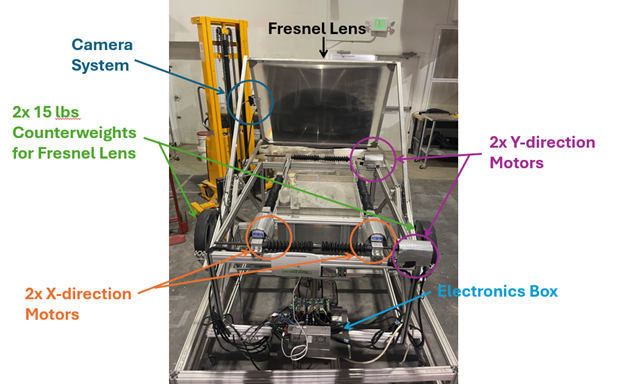 Fresnel Lens
Camera
System
2x 15 lbs
Counterweights
for Fresnel Lens
2x Y-direction
Motors
2x X-direction
Motors
Electronics Box